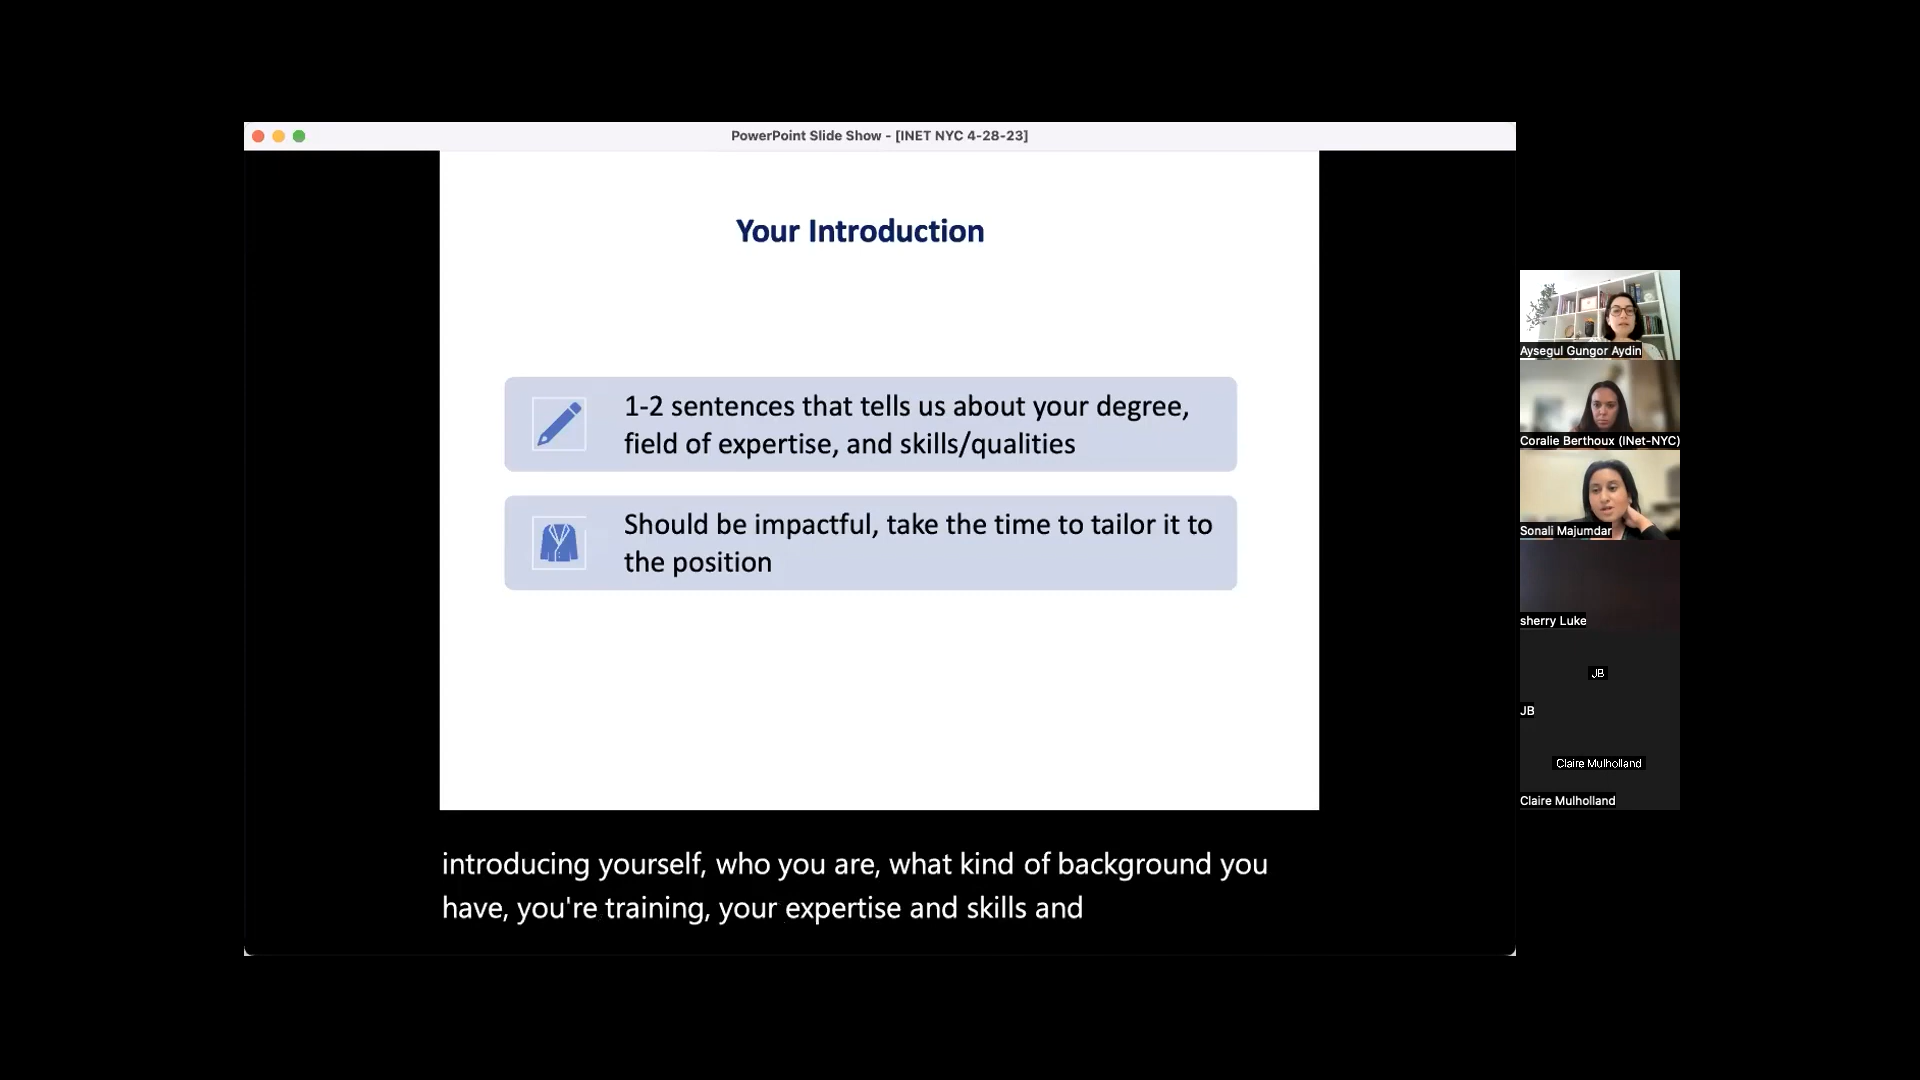 PowerPoint Slide Show - [INET NYC 4-28-23]
Your Introduction
1-2 sentences that tells us about your degree,
field of expertise, and skills/qualities
Should be impactful, take the time to tailor it to
the position
introducing yourself, who you are, what kind of background you
have, you're training, your expertise and skills and
Aysegul Gungor Aydin
Coralie Berthoux (INet-NYC)
Sonali Majumdar
sherry Luke
JB
JB
Claire Mulholland
Claire Mulholland